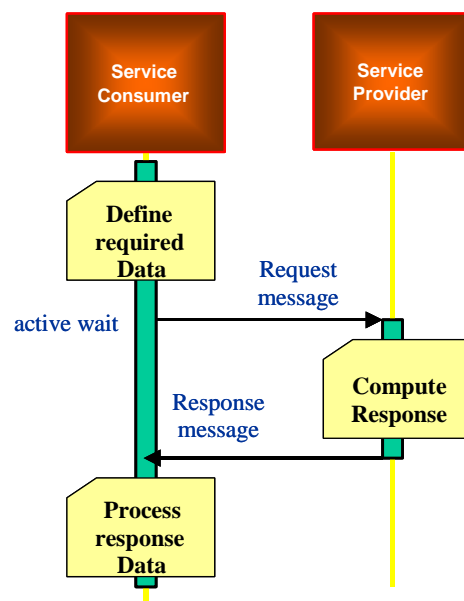 Service
Consumer
Service
Provider
Define
required
Data
Request
message
active wait
Compute
Response
Response
message
Process
response
Data